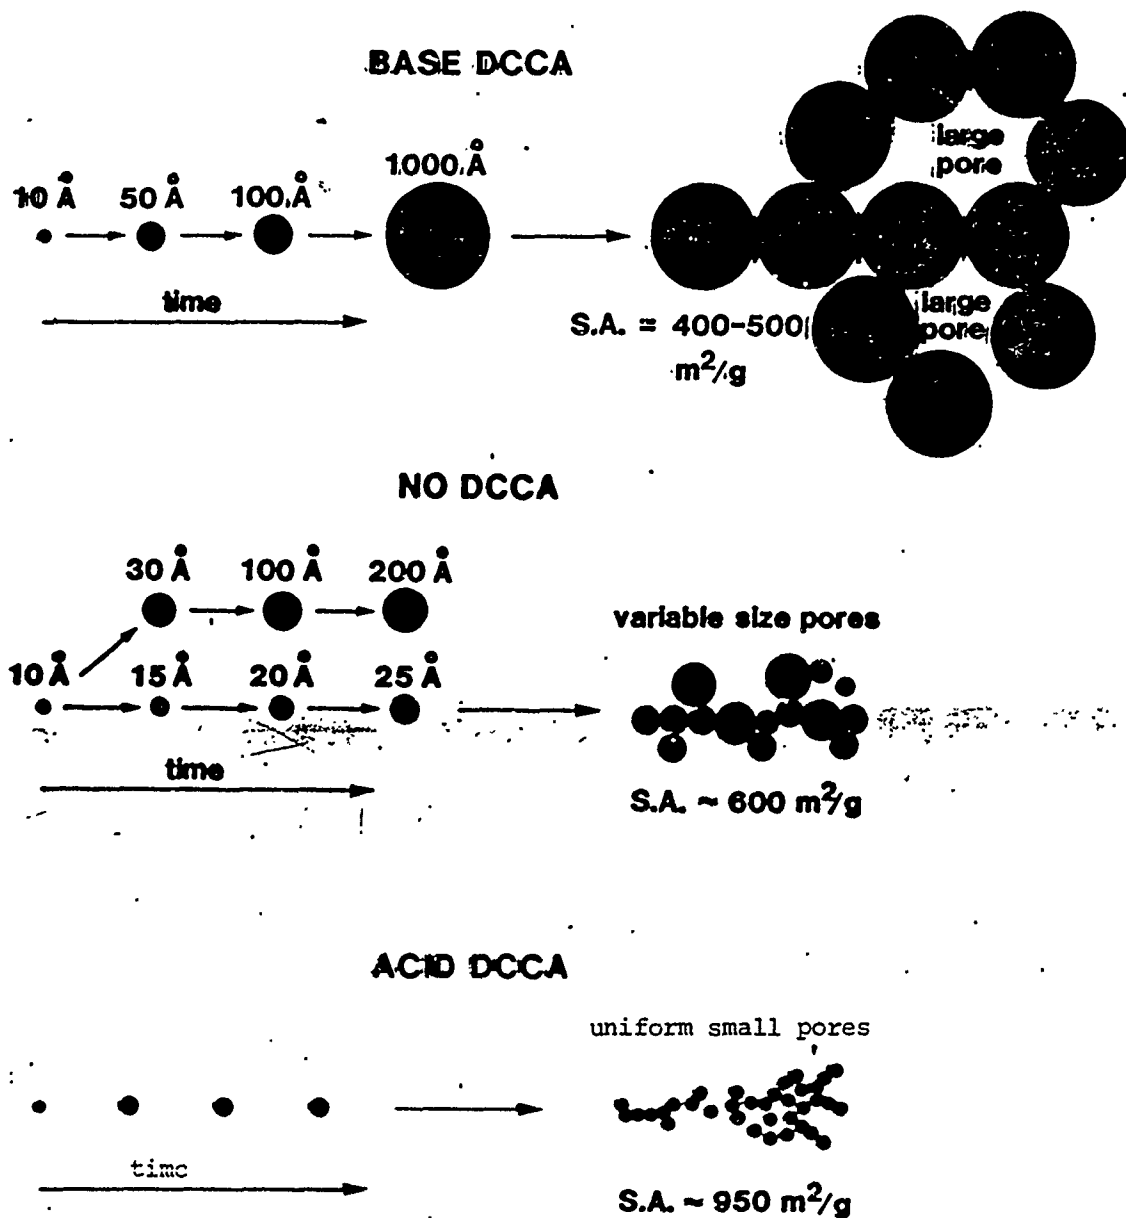 BASE DCCA
10 Å 50 Å 100 Å 1000 Å
time
large
pore
large
pore
S.A. = 400-500
m²/g
NO DCCA
30 Å 100 Å 200 Å
10 Å 15 Å 20 Å 25 Å
time
variable size pores
S.A. ~ 600 m²/g
ACID DCCA
uniform small pores
time
S.A. ~ 950 m²/g